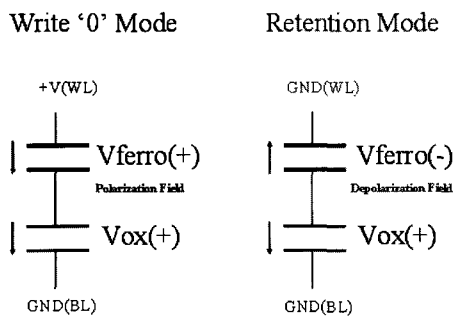 Write ‘0’ Mode
+V(WL)
Vferro(+)
Polarization Field
Vox(+)
GND(BL)
Retention Mode
GND(WL)
Vferro(-)
Depolarization Field
Vox(+)
GND(BL)